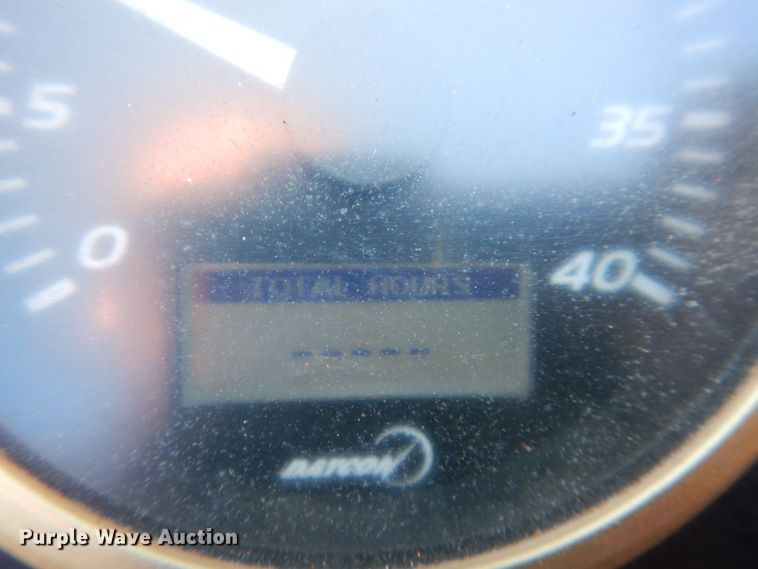 5
35
0
40
TOTAL HOURS
-----
DATCON
Purple Wave Auction